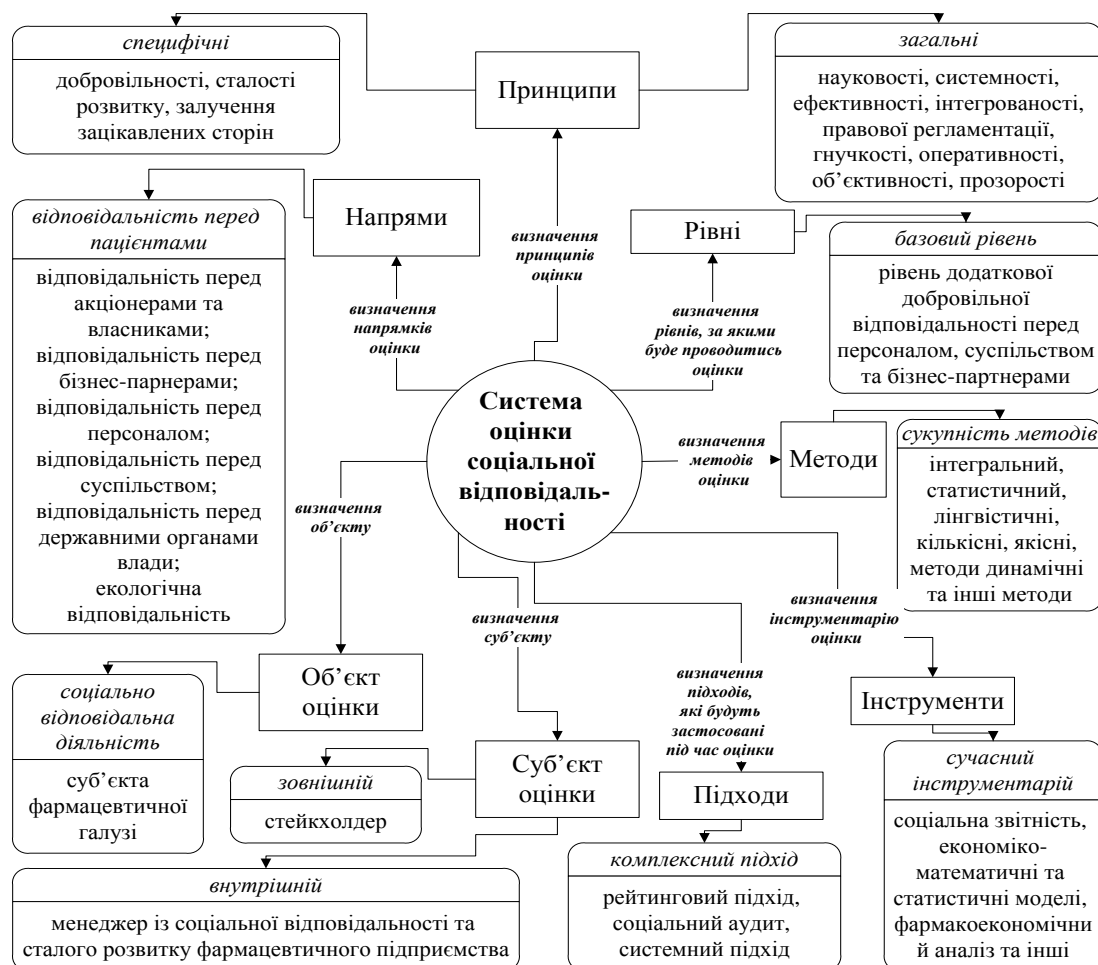 специфічні
добровільності, сталості
розвитку, залучення
зацікавлених сторін
Принципи
загальні
науковості, системності,
ефективності, інтегрованості,
правової регламентації,
гнучкості, оперативності,
об’єктивності, прозорості
відповідальність перед
пацієнтами
відповідальність перед
акціонерами та
власниками;
відповідальність перед
бізнес-парнерами;
відповідальність перед
персоналом;
відповідальність перед
суспільством;
відповідальність перед
державними органами
влади;
екологічна
відповідальність
Напрями
визначення
принципів
оцінки
Рівні
базовий рівень
рівень додаткової
добровільної
відповідальності перед
персоналом, суспільством
та бізнес-партнерами
визначення
напрямків
оцінки
визначення
рівнів, за якими
буде проводитись
оцінки
Система
оцінки
соціальної
відповідаль-
ності
визначення
методів
оцінки
Методи
сукупність методів
інтегральний,
статистичний,
лінгвістичні,
кількісні, якісні,
методи динамічні
та інші методи
визначення
об’єкту
визначення
суб’єкту
визначення
інструментарію
оцінки
визначення
підходів,
які будуть
застосовані
під час оцінки
Об’єкт
оцінки
соціально
відповідальна
діяльність
суб’єкта
фармацевтичної
галузі
Суб’єкт
оцінки
зовнішній
стейкхолдер
внутрішній
менеджер із соціальної відповідальності та
сталого розвитку фармацевтичного підприємства
Підходи
комплексний підхід
рейтинговий підхід,
соціальний аудит,
системний підхід
Інструменти
сучасний
інструментарій
соціальна звітність,
економіко-
математичні та
статистичні моделі,
фармакоекономічни
й аналіз та інші